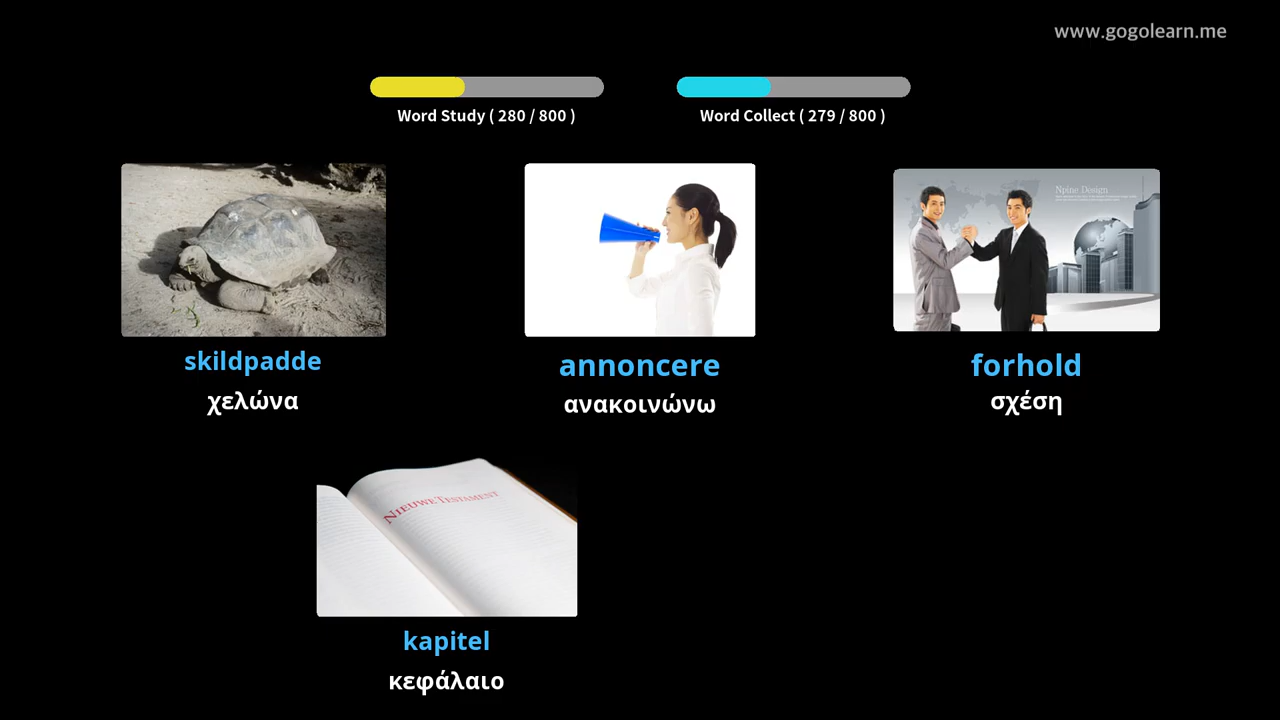 www.gogolearn.me
Word Study ( 280 / 800 )
Word Collect ( 279 / 800 )
Npine Design
skildpadde
annoncere
forhold
χελώνα
ανακοινώνω
σχέση
NIEUWE TESTAMENT
kapitel
κεφάλαιο